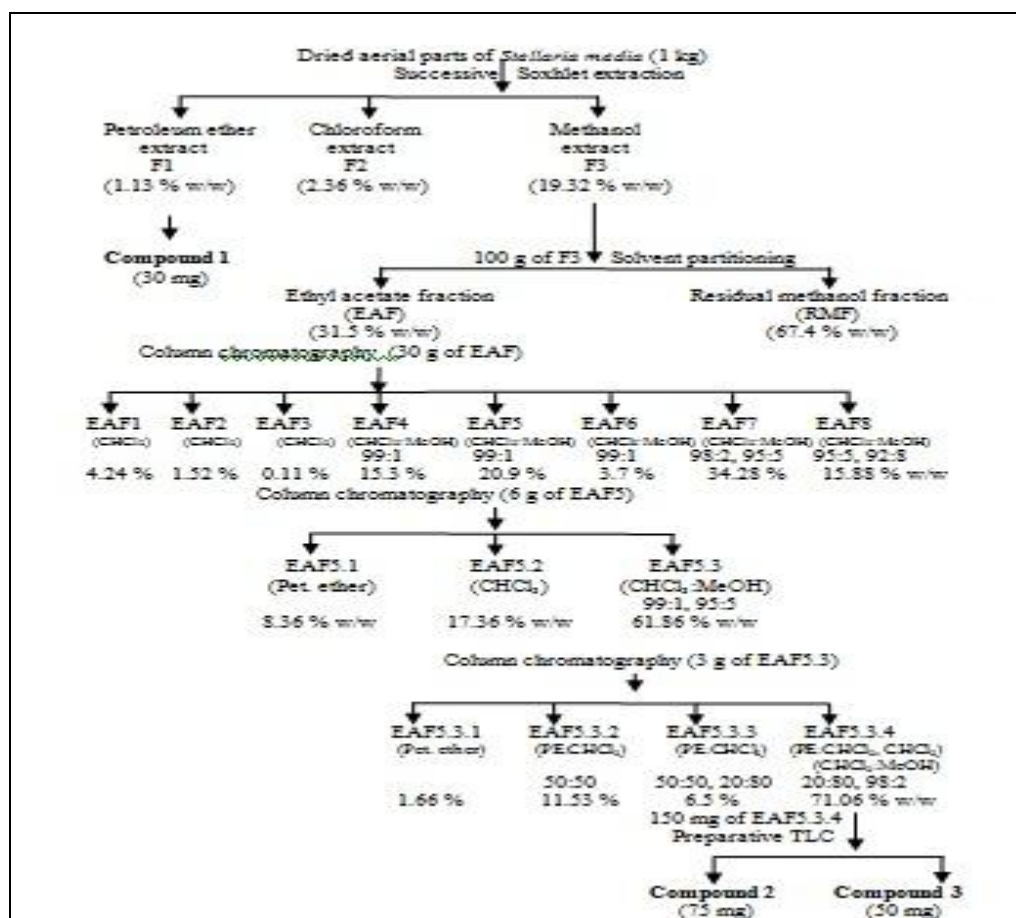 Dried aerial parts of Stellaria media (1 kg)
Successive Soxhlet extraction
Petroleum ether extract F1 (1.13 % w/w)
Chloroform extract F2 (2.36 % w/w)
Methanol extract F3 (19.32 % w/w)
Compound 1 (30 mg)
100 g of F3 Solvent partitioning
Ethyl acetate fraction (EAF) (31.5 % w/w)
Residual methanol fraction (RMF) (67.4 % w/w)
Column chromatography (30 g of EAF)
EAF1 EAF2 EAF3 EAF4 EAF5 EAF6 EAF7 EAF8
(CHCl₃) (CHCl₃) (CHCl₃) (CHCl₃:MeOH) (CHCl₃:MeOH) (CHCl₃:MeOH) (CHCl₃:MeOH) (CHCl₃:MeOH)
99:1 99:1 99:1 98:2, 95:5 95:5, 92:8
4.24 % 1.52 % 0.11 % 15.3 % 20.9 % 3.7 % 34.28 % 15.88 % w/w
Column chromatography (6 g of EAF5)
EAF5.1 EAF5.2 EAF5.3
(Pet. ether) (CHCl₃) (CHCl₃:MeOH)
99:1, 95:5
8.36 % w/w 17.36 % w/w 61.86 % w/w
Column chromatography (3 g of EAF5.3)
EAF5.3.1 EAF5.3.2 EAF5.3.3 EAF5.3.4
(Pet. ether) (PE:CHCl₃) (PE:CHCl₃) (PE:CHCl₃, CHCl₃)
(CHCl₃:MeOH)
50:50 50:50, 20:80 20:80, 98:2
1.66 % 11.53 % 6.5 % 71.06 % w/w
150 mg of EAF5.3.4
Preparative TLC
Compound 2 Compound 3
(75 mg) (50 mg)